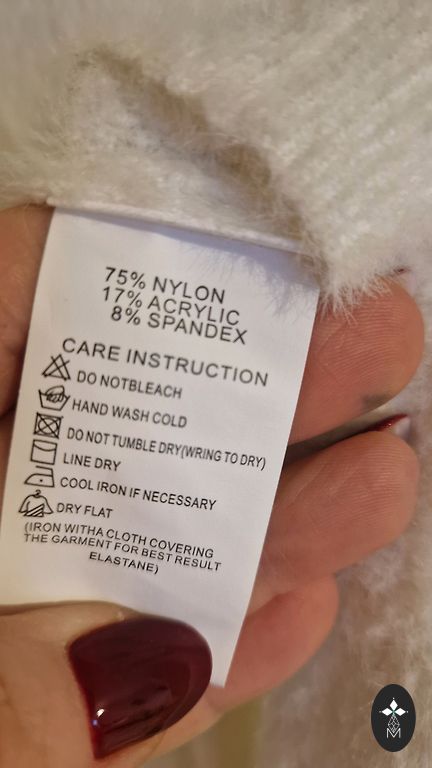 75% NYLON
17% ACRYLIC
8% SPANDEX
CARE INSTRUCTION
DO NOTBLEACH
HAND WASH COLD
DO NOT TUMBLE DRY(WRING TO DRY)
LINE DRY
COOL IRON IF NECESSARY
DRY FLAT
(IRON WITHA CLOTH COVERING
THE GARMENT FOR BEST RESULT
ELASTANE)
M